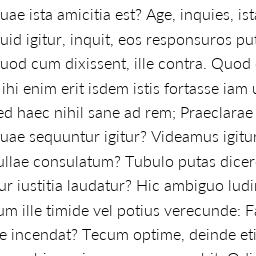 uae ista amicitia est? Age, inquies, ista
uid igitur, inquit, eos responsuros put
uod cum dixissent, ille contra. Quod
ihi enim erit isdem istis fortasse iam u
ed haec nihil sane ad rem; Praeclarae
uae sequuntur igitur? Videamus igitur
ullae consulatum? Tubulo putas dicer
ur iustitia laudatur? Hic ambiguo ludi
um ille timide vel potius verecunde: Fa
e incendat? Tecum optime, deinde eti